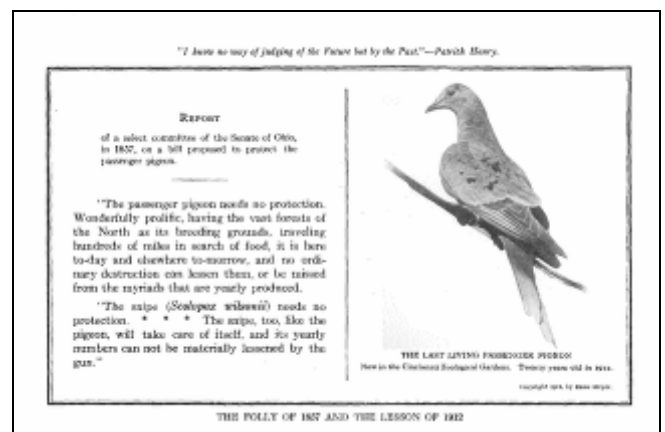 "I know no way of judging of the Future but by the Past."—Patrick Henry.
REPORT
of a select committee of the Senate of Ohio,
in 1857, on a bill proposed to protect the
passenger pigeon.
"The passenger pigeon needs no protection.
Wonderfully prolific, having the vast forests of
the North as its breeding grounds, traveling
hundreds of miles in search of food, it is here
to-day and elsewhere to-morrow, and no ordi-
nary destruction can lessen them, or be missed
from the myriads that are yearly produced.
"The snipe (Scolopax wilsonii) needs no
protection. * * * The snipe, too, like the
pigeon, will take care of itself, and its yearly
numbers can not be materially lessened by the
gun."
THE LAST LIVING PASSENGER PIGEON
Now in the Cincinnati Zoological Gardens. Twenty years old in 1912.
Copyright 1912, by Enno Meyer.
THE FOLLY OF 1857 AND THE LESSON OF 1912